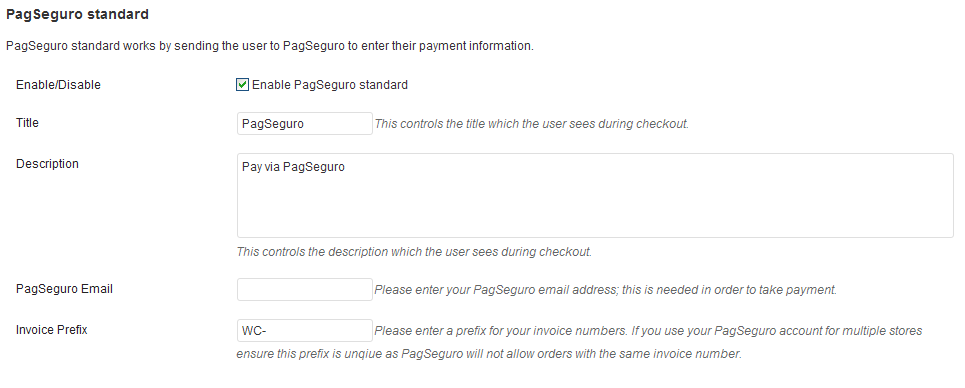 PagSeguro standard
PagSeguro standard works by sending the user to PagSeguro to enter their payment information.
Enable/Disable Enable PagSeguro standard
Title PagSeguro This controls the title which the user sees during checkout.
Description Pay via PagSeguro
This controls the description which the user sees during checkout.
PagSeguro Email Please enter your PagSeguro email address; this is needed in order to take payment.
Invoice Prefix WC- Please enter a prefix for your invoice numbers. If you use your PagSeguro account for multiple stores
ensure this prefix is unqiue as PagSeguro will not allow orders with the same invoice number.